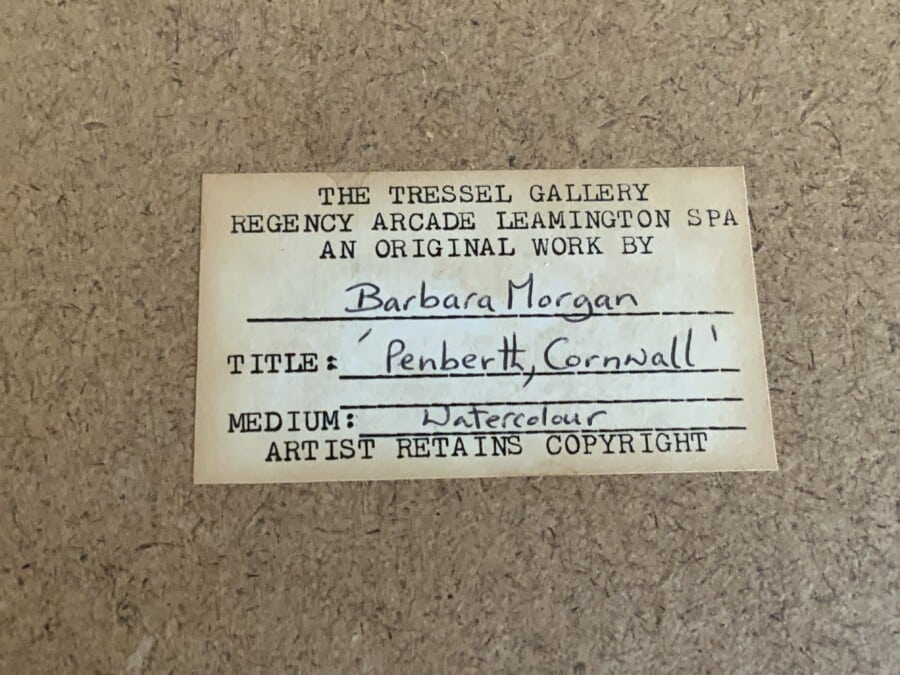 THE TRESSEL GALLERY
REGENCY ARCADE LEAMINGTON SPA
AN ORIGINAL WORK BY
Barbara Morgan
TITLE: 'Penberth, Cornwall'
MEDIUM: Watercolour
ARTIST RETAINS COPYRIGHT